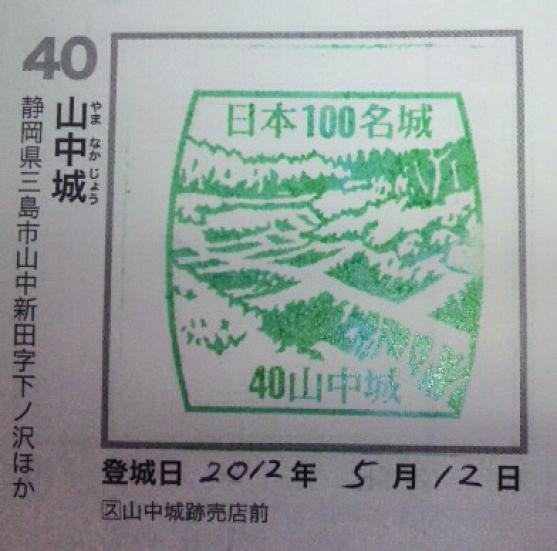 40
山中城
やま なか じょう
静岡県三島市山中新田字下ノ沢ほか
日本100名城
40山中城
登城日 2012年 5月12日
ス山中城跡売店前